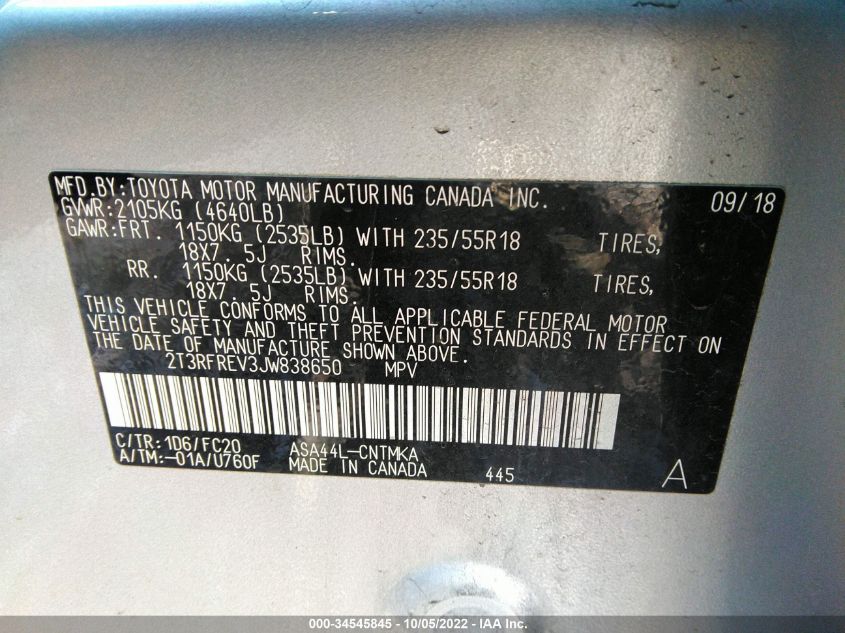 MFD.BY:TOYOTA MOTOR MANUFACTURING CANADA INC. 09/18
GVWR:2105KG (4640LB)
GAWR:FRT. 1150KG (2535LB) WITH 235/55R18 TIRES,
18X7. 5J RIMS.
RR. 1150KG (2535LB) WITH 235/55R18 TIRES,
18X7. 5J RIMS.
THIS VEHICLE CONFORMS TO ALL APPLICABLE FEDERAL MOTOR
VEHICLE SAFETY AND THEFT PREVENTION STANDARDS IN EFFECT ON
THE DATE OF MANUFACTURE SHOWN ABOVE.
2T3RFREV3JW838650 MPV
C/TR:1D6/FC20 ASA44L-CNTMKA
A/TM:-01A/U760F MADE IN CANADA 445 A
000-34545845 - 10/05/2022 - IAA Inc.